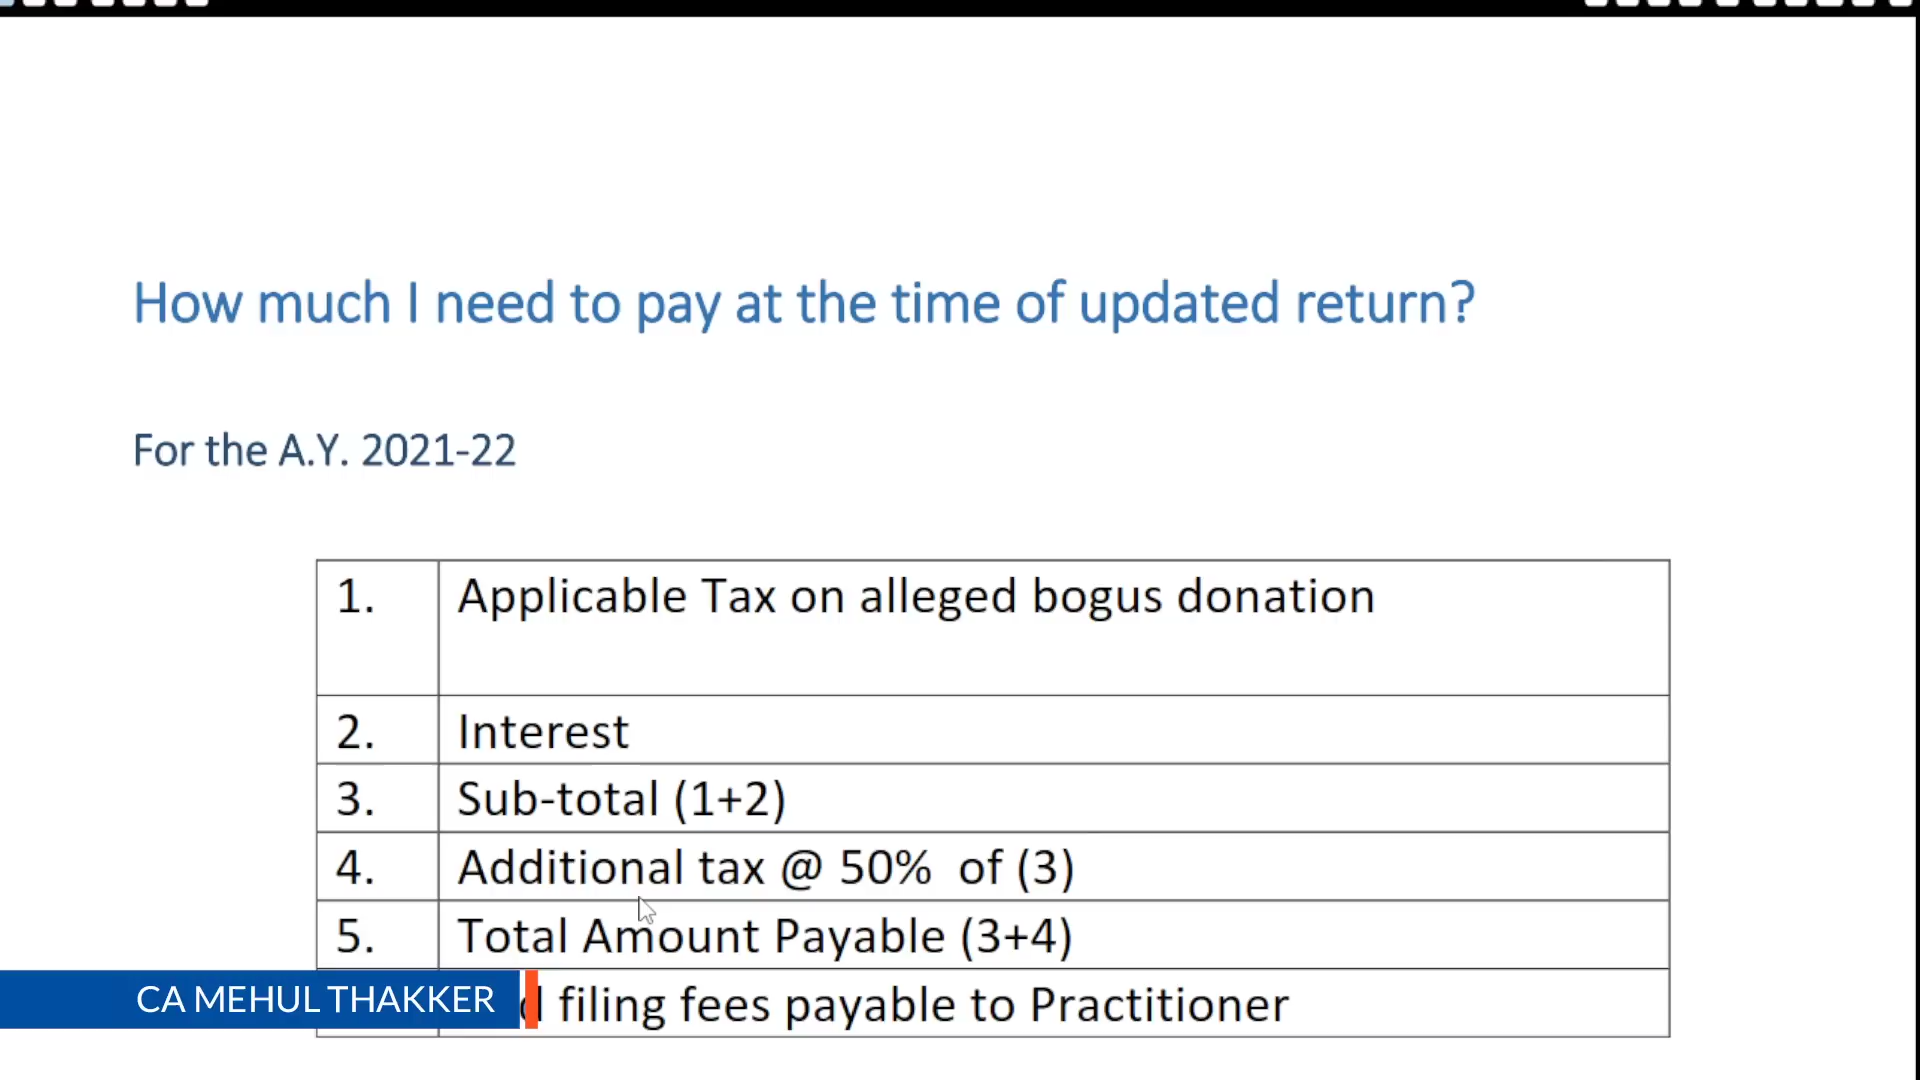 How much I need to pay at the time of updated return?
For the A.Y. 2021-22
1. Applicable Tax on alleged bogus donation
2. Interest
3. Sub-total (1+2)
4. Additional tax @ 50% of (3)
5. Total Amount Payable (3+4)
filing fees payable to Practitioner
CA MEHUL THAKKER